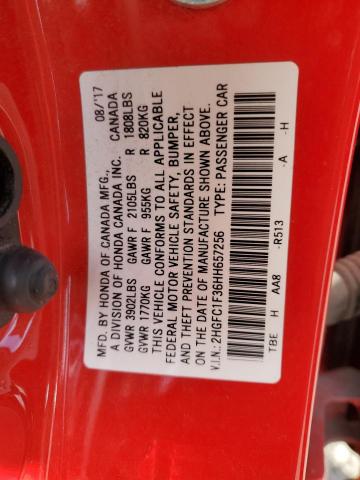 MFD. BY HONDA OF CANADA MFG., 08/'17
A DIVISION OF HONDA CANADA INC. CANADA
GVWR 3902LBS GAWR F 2105LBS R 1808LBS
GVWR 1770KG GAWR F 955KG R 820KG
THIS VEHICLE CONFORMS TO ALL APPLICABLE
FEDERAL MOTOR VEHICLE SAFETY, BUMPER,
AND THEFT PREVENTION STANDARDS IN EFFECT
ON THE DATE OF MANUFACTURE SHOWN ABOVE.
V.I.N.: 2HGFC1F36HH657256 TYPE: PASSENGER CAR
TBE H AA8 -R513 -A -H